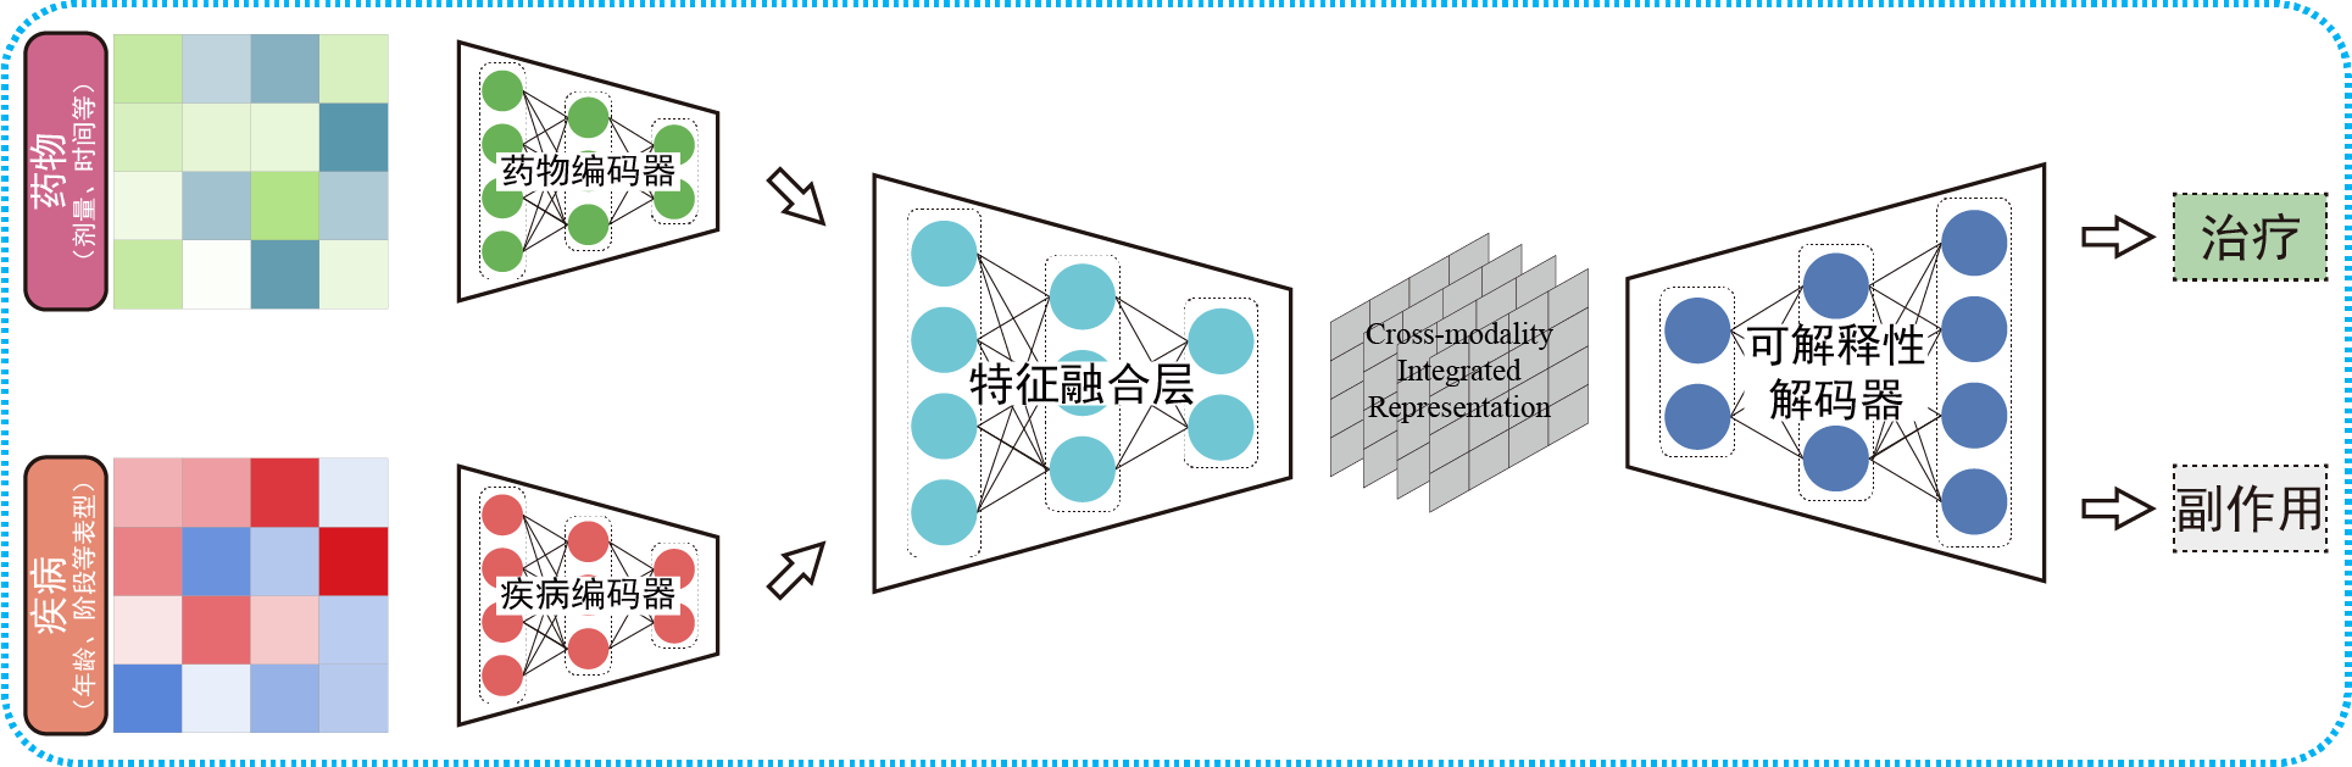 药物
（剂量、时间等）
药物编码器
疾病
（年龄、阶段等表型）
疾病编码器
特征融合层
Cross-modality
Integrated
Representation
可解释性
解码器
治疗
副作用